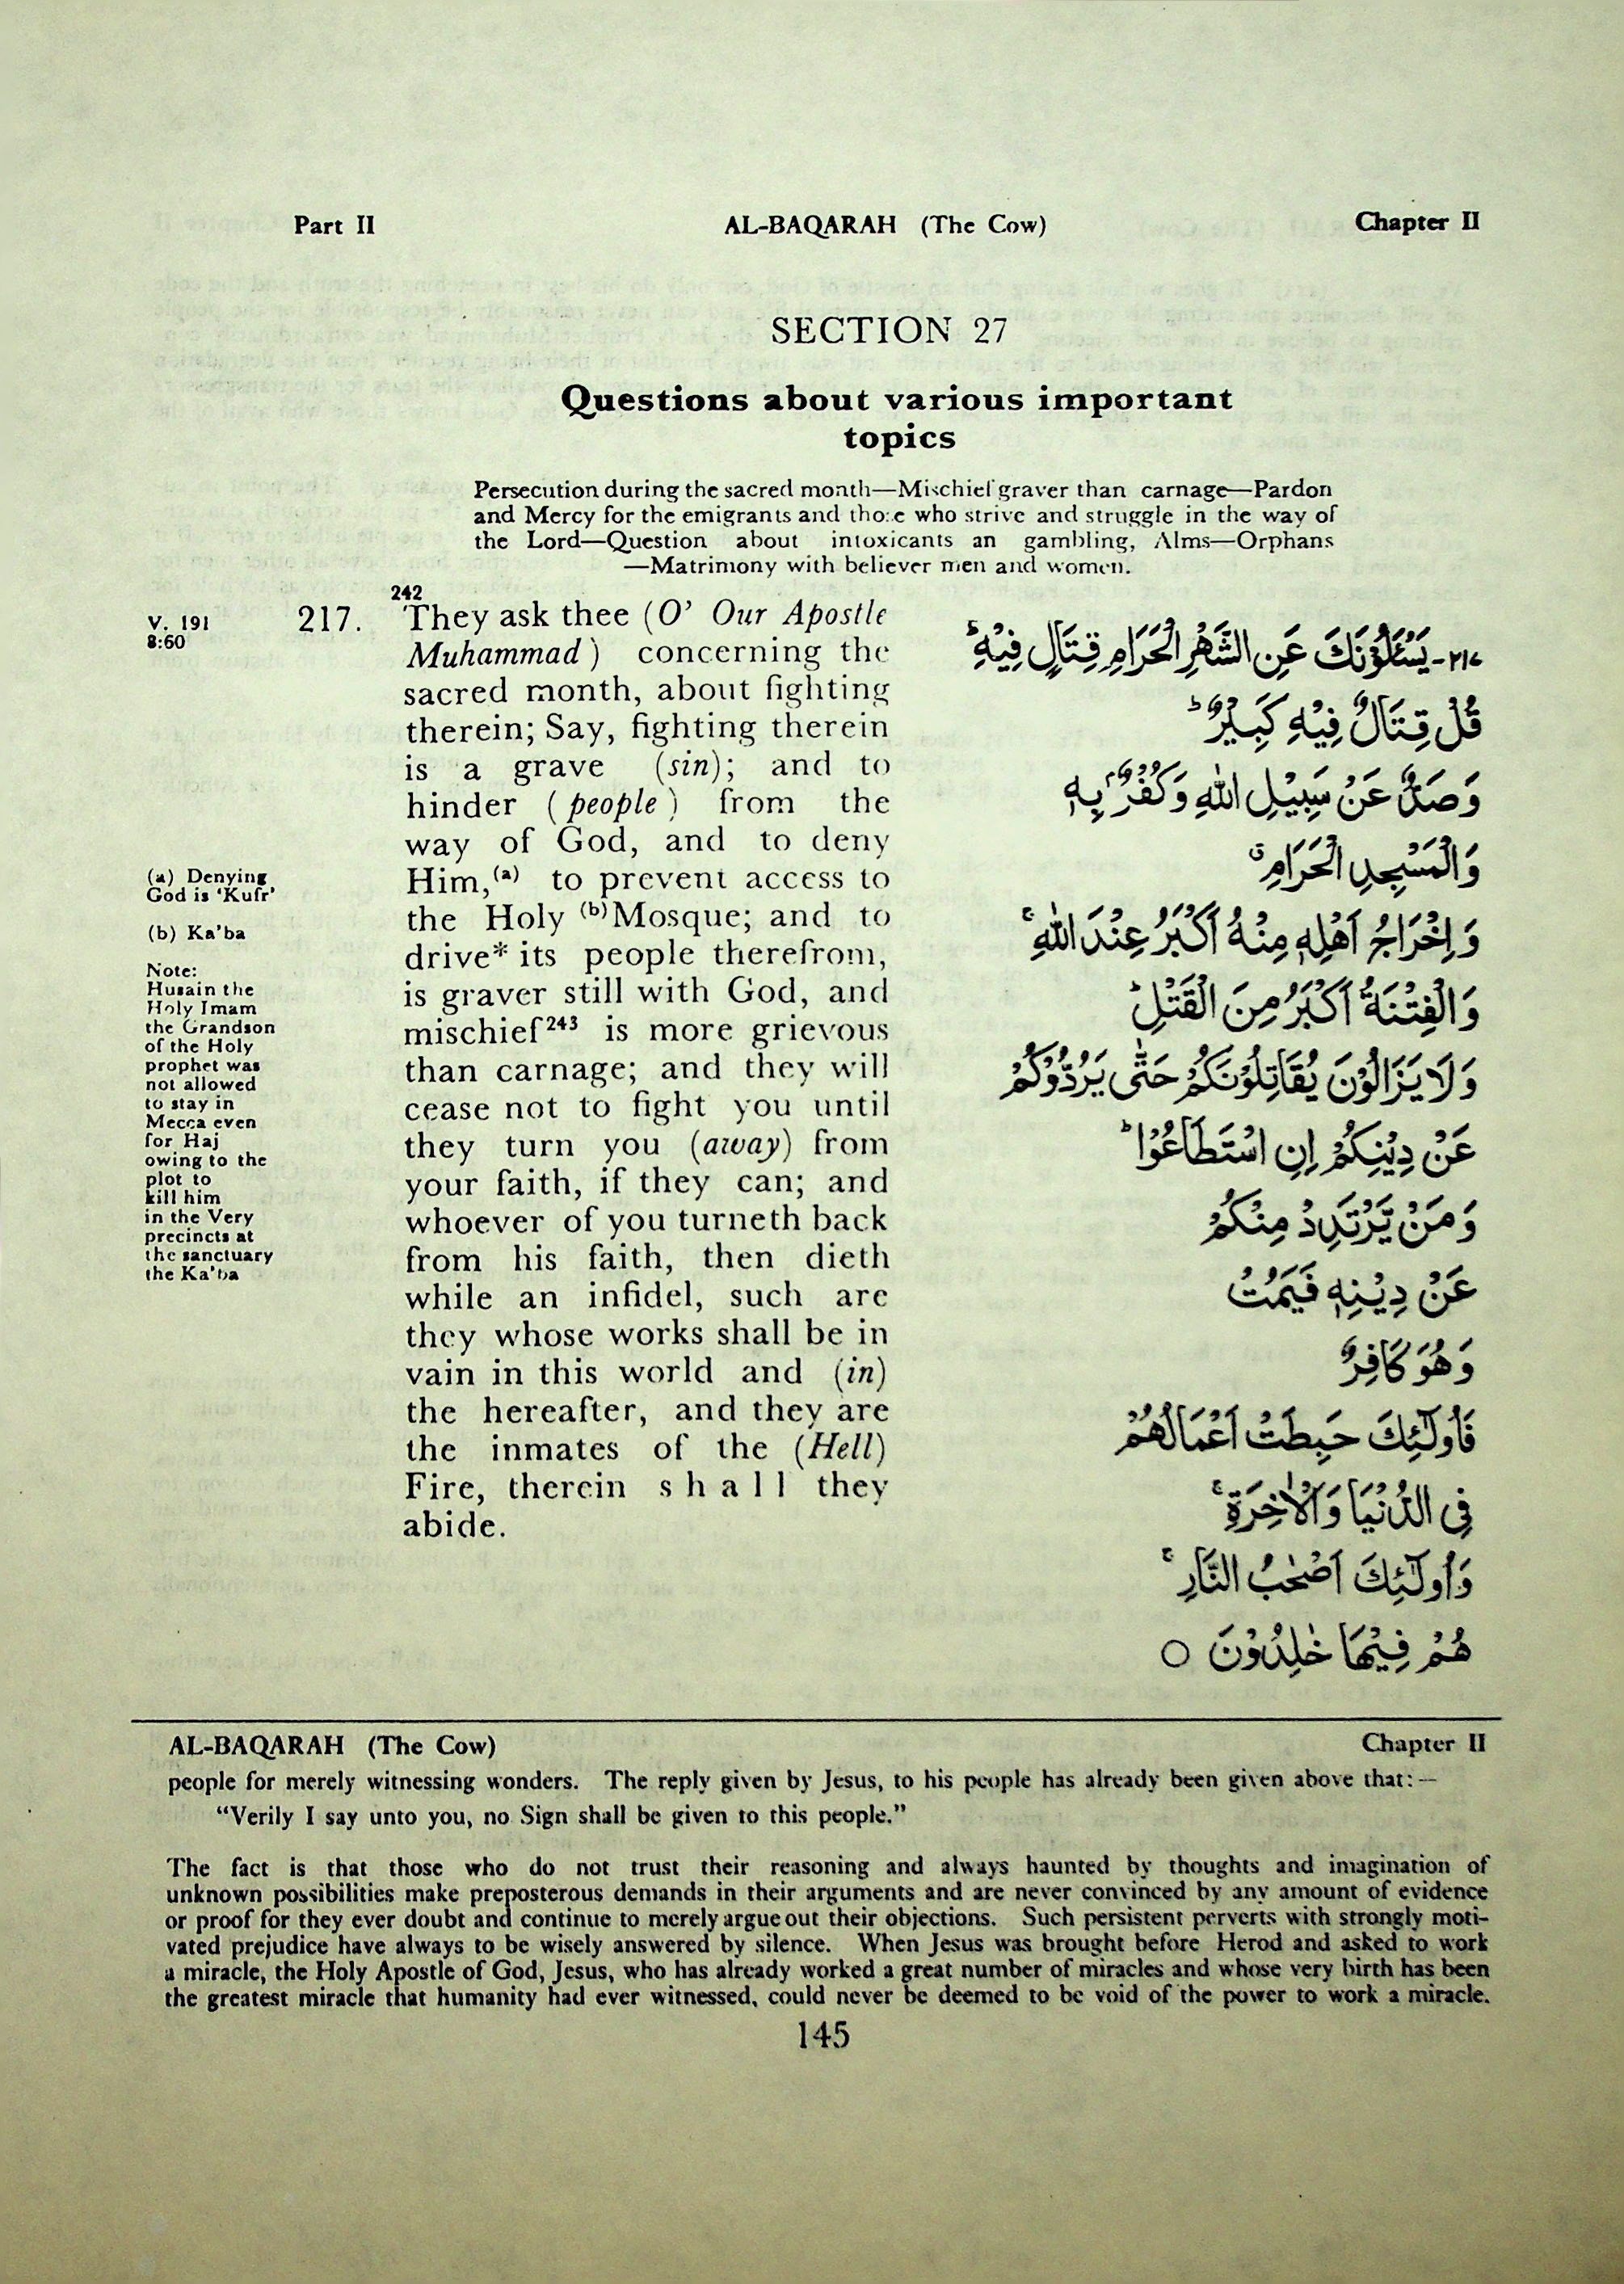 Part II AL-BAQARAH (The Cow) Chapter II
SECTION 27
Questions about various important
topics
Persecution during the sacred month—Mischief graver than carnage—Pardon
and Mercy for the emigrants and those who strive and struggle in the way of
the Lord—Question about intoxicants an gambling, Alms—Orphans
—Matrimony with believer men and women.
V. 191
8:60
242
217. They ask thee (O’ Our Apostle
Muhammad) concerning the
sacred month, about fighting
therein; Say, fighting therein
is a grave (sin); and to
hinder (people) from the
way of God, and to deny
Him,(a) to prevent access to
the Holy (b)Mosque; and to
drive* its people therefrom,
is graver still with God, and
mischief243 is more grievous
than carnage; and they will
cease not to fight you until
they turn you (away) from
your faith, if they can; and
whoever of you turneth back
from his faith, then dieth
while an infidel, such are
they whose works shall be in
vain in this world and (in)
the hereafter, and they are
the inmates of the (Hell)
Fire, therein shall they
abide.
(a) Denying
God is ‘Kufr’
(b) Ka’ba
Note:
Husain the
Holy Imam
the Grandson
of the Holy
prophet was
not allowed
to stay in
Mecca even
for Haj
owing to the
plot to
kill him
in the Very
precincts at
the sanctuary
the Ka’ba
٢١٧- يَسْـَٔلُوْنَكَ عَنِ الشَّهْرِ الْحَرَامِ قِتَالٍ فِيْهِ ؕ
قُلْ قِتَالٌ فِيْهِ كَبِيْرٌ ؕ
وَصَدٌّ عَنْ سَبِيْلِ اللّٰهِ وَكُفْرٌۢ بِهٖ
وَالْمَسْجِدِ الْحَرَامِ ۗ
وَاِخْرَاجُ اَهْلِهٖ مِنْهُ اَكْبَرُ عِنْدَ اللّٰهِ ۚ
وَالْفِتْنَةُ اَكْبَرُ مِنَ الْقَتْلِ ؕ
وَلَا يَزَالُوْنَ يُقَاتِلُوْنَكُمْ حَتّٰى يَرُدُّوْكُمْ
عَنْ دِيْنِكُمْ اِنِ اسْتَطَاعُوْا ؕ
وَمَنْ يَّرْتَدِدْ مِنْكُمْ
عَنْ دِيْنِهٖ فَيَمُتْ
وَهُوَ كَافِرٌ
فَاُولٰٓئِكَ حَبِطَتْ اَعْمَالُهُمْ
فِى الدُّنْيَا وَالْاٰخِرَةِ ۚ
وَاُولٰٓئِكَ اَصْحٰبُ النَّارِ ۚ
هُمْ فِيْهَا خٰلِدُوْنَ ○
AL-BAQARAH (The Cow) Chapter II
people for merely witnessing wonders. The reply given by Jesus, to his people has already been given above that:—
“Verily I say unto you, no Sign shall be given to this people.”
The fact is that those who do not trust their reasoning and always haunted by thoughts and imagination of
unknown possibilities make preposterous demands in their arguments and are never convinced by any amount of evidence
or proof for they ever doubt and continue to merely argue out their objections. Such persistent perverts with strongly moti-
vated prejudice have always to be wisely answered by silence. When Jesus was brought before Herod and asked to work
a miracle, the Holy Apostle of God, Jesus, who has already worked a great number of miracles and whose very birth has been
the greatest miracle that humanity had ever witnessed, could never be deemed to be void of the power to work a miracle.
145